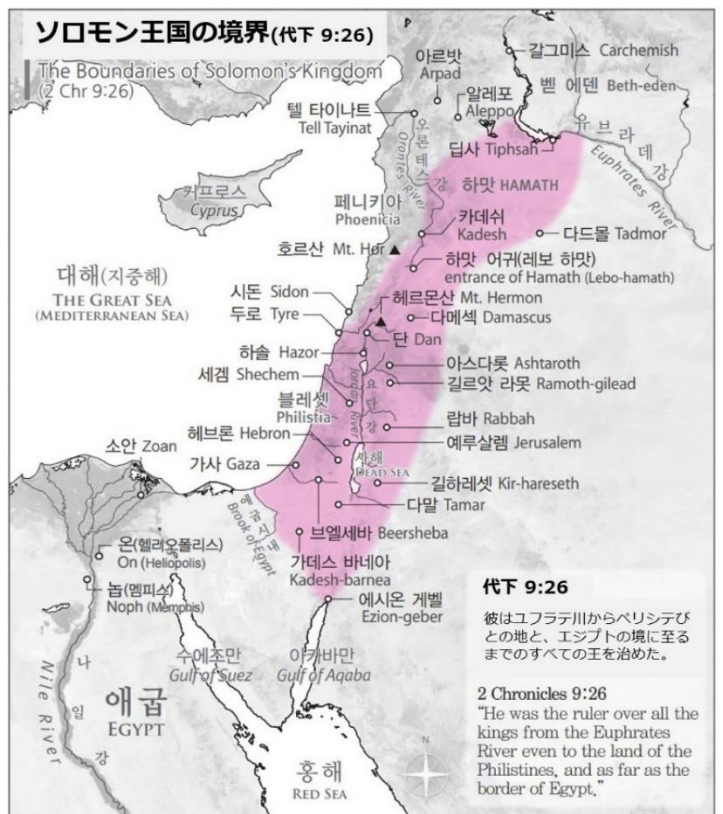 ソロモン王国の境界(代下 9:26)
The Boundaries of Solomon's Kingdom
(2 Chr 9:26)
아르밧
Arpad
갈그미스 Carchemish
벧 에덴 Beth-eden
알레포
Aleppo
텔 타이나트
Tell Tayinat
오론테스강
Orontes River
유브라데강
Euphrates River
딥사 Tiphsah
하맛 HAMATH
키프로스
Cyprus
페니키아
Phoenicia
카데쉬
Kadesh
다드몰 Tadmor
호르산 Mt. Hor
하맛 어귀(레보 하맛)
entrance of Hamath (Lebo-hamath)
대해(지중해)
THE GREAT SEA
(MEDITERRANEAN SEA)
시돈 Sidon
헤르몬산 Mt. Hermon
두로 Tyre
다메섹 Damascus
단 Dan
하솔 Hazor
아스다롯 Ashtaroth
세겜 Shechem
길르앗 라못 Ramoth-gilead
요단강
Jordan River
블레셋
Philistia
랍바 Rabbah
헤브론 Hebron
예루살렘 Jerusalem
소안 Zoan
가사 Gaza
사해
DEAD SEA
길하레셋 Kir-hareseth
다말 Tamar
Brook of Egypt
브엘세바 Beersheba
온(헬리오폴리스)
On (Heliopolis)
가데스 바네아
Kadesh-barnea
놉(멤피스)
Noph (Memphis)
에시온 게벨
Ezion-geber
수에조만
Gulf of Suez
아카바만
Gulf of Aqaba
나일강
Nile River
애굽
EGYPT
홍해
RED SEA
N
代下 9:26
彼はユフラテ川からペリシテび
との地と、エジプトの境に至る
までのすべての王を治めた。
2 Chronicles 9:26
“He was the ruler over all the
kings from the Euphrates
River even to the land of the
Philistines, and as far as the
border of Egypt.”